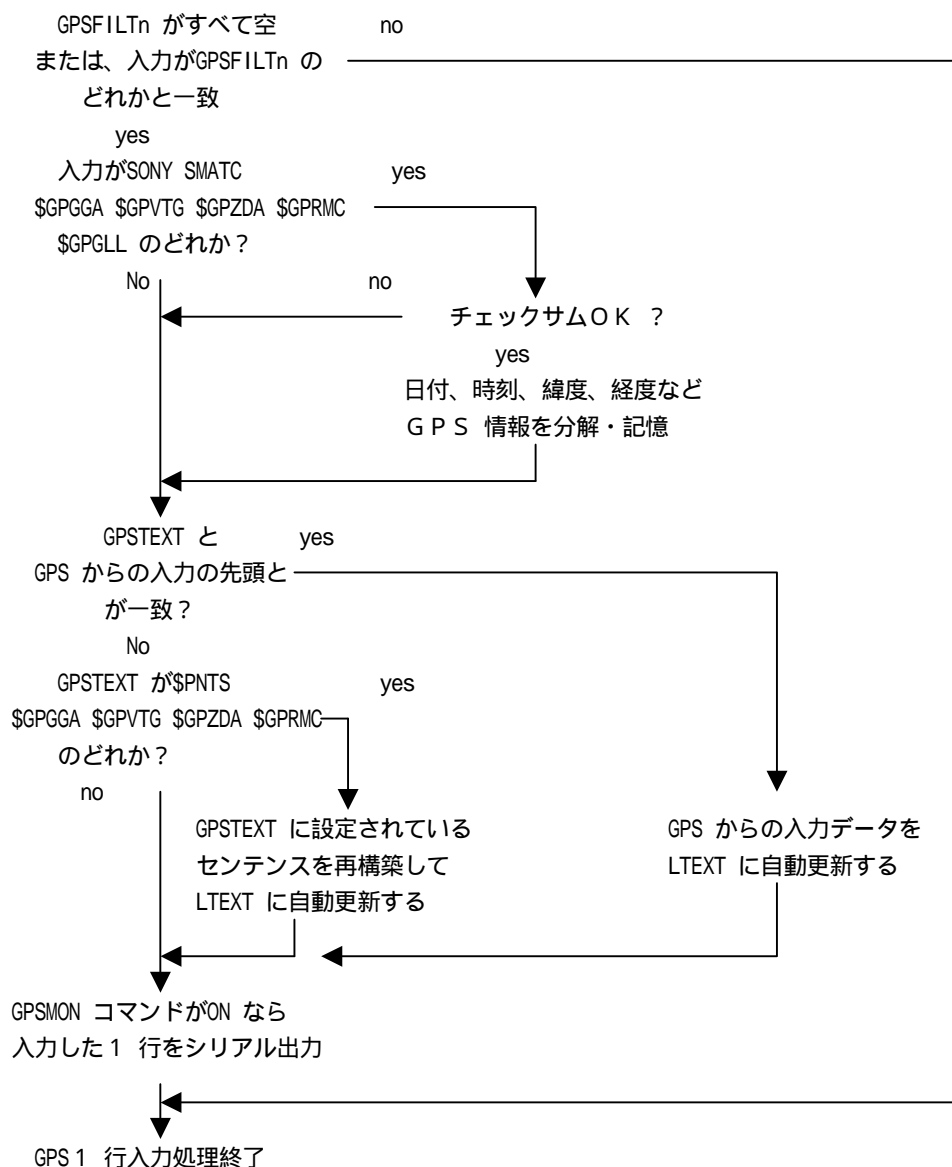 GPSFILTn がすべて空 no
または、入力がGPSFILTn の
どれかと一致
yes
入力がSONY SMATC yes
$GPGGA $GPVTG $GPZDA $GPRMC
$GPGLL のどれか？
No no
チェックサムＯＫ ？
yes
日付、時刻、緯度、経度など
ＧＰＳ 情報を分解・記憶
GPSTEXT と yes
GPS からの入力の先頭と
が一致？
No
GPSTEXT が$PNTS yes
$GPGGA $GPVTG $GPZDA $GPRMC
のどれか？
no
GPSTEXT に設定されている
センテンスを再構築して
LTEXT に自動更新する
GPS からの入力データを
LTEXT に自動更新する
GPSMON コマンドがON なら
入力した１ 行をシリアル出力
GPS１ 行入力処理終了